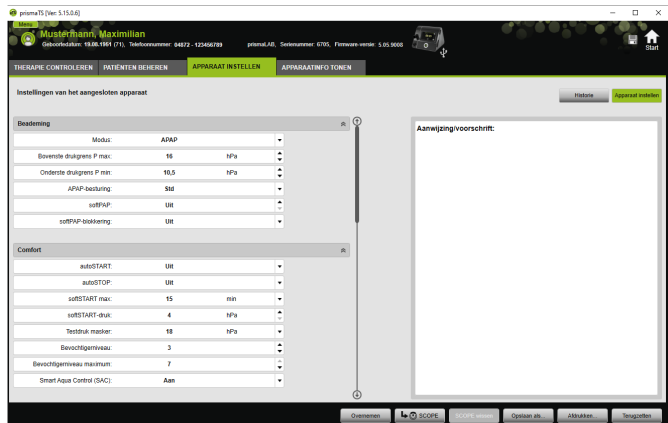 prismaTS [Ver: 5.15.0.6]
Menu
Mustermann, Maximilian
Geboortedatum: 19.08.1961 (71), Telefoonnummer: 04872 - 123456789
prismaLAB, Serienummer: 6705, Firmware-versie: 5.05.9008
Start
THERAPIE CONTROLEREN
PATIËNTEN BEHEREN
APPARAAT INSTELLEN
APPARAATINFO TONEN
Instellingen van het aangesloten apparaat
Historie
Apparaat instellen
Beademing
Modus: APAP
Bovenste drukgrens P max: 16 hPa
Onderste drukgrens P min: 10,5 hPa
APAP-besturing: Std
softPAP: Uit
softPAP-blokkering: Uit
Comfort
autoSTART: Uit
autoSTOP: Uit
softSTART max: 15 min
softSTART-druk: 4 hPa
Testdruk masker: 18 hPa
Bevochtigerniveau: 3
Bevochtigerniveau maximum: 7
Smart Aqua Control (SAC): Aan
Aanwijzing/voorschrift:
Overnemen
SCOPE
Opslaan als...
Afdrukken...
Terugzetten